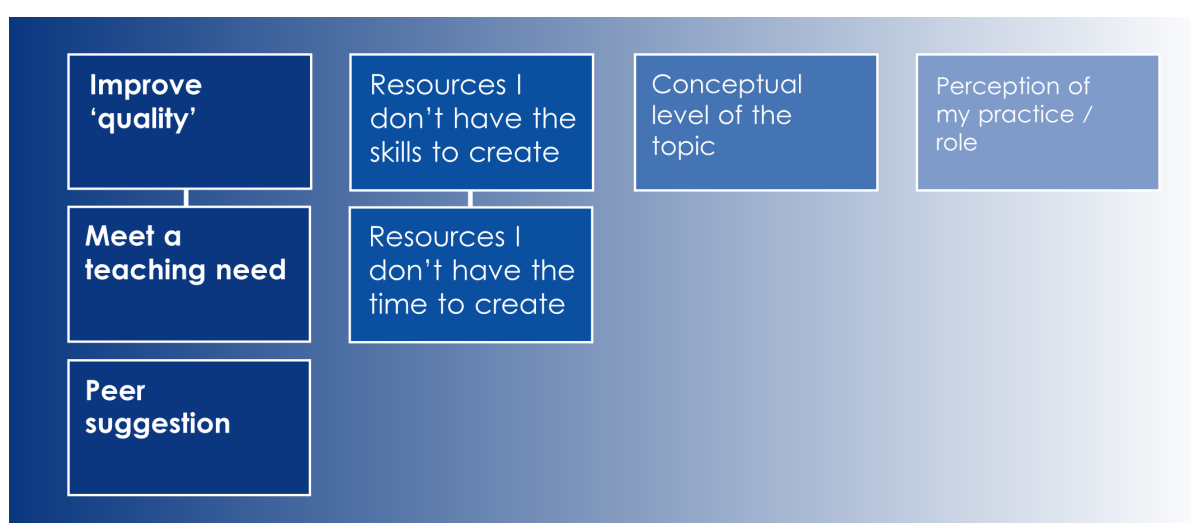 Improve
‘quality’
Meet a
teaching need
Peer
suggestion
Resources I
don’t have the
skills to create
Resources I
don’t have the
time to create
Conceptual
level of the
topic
Perception of
my practice /
role